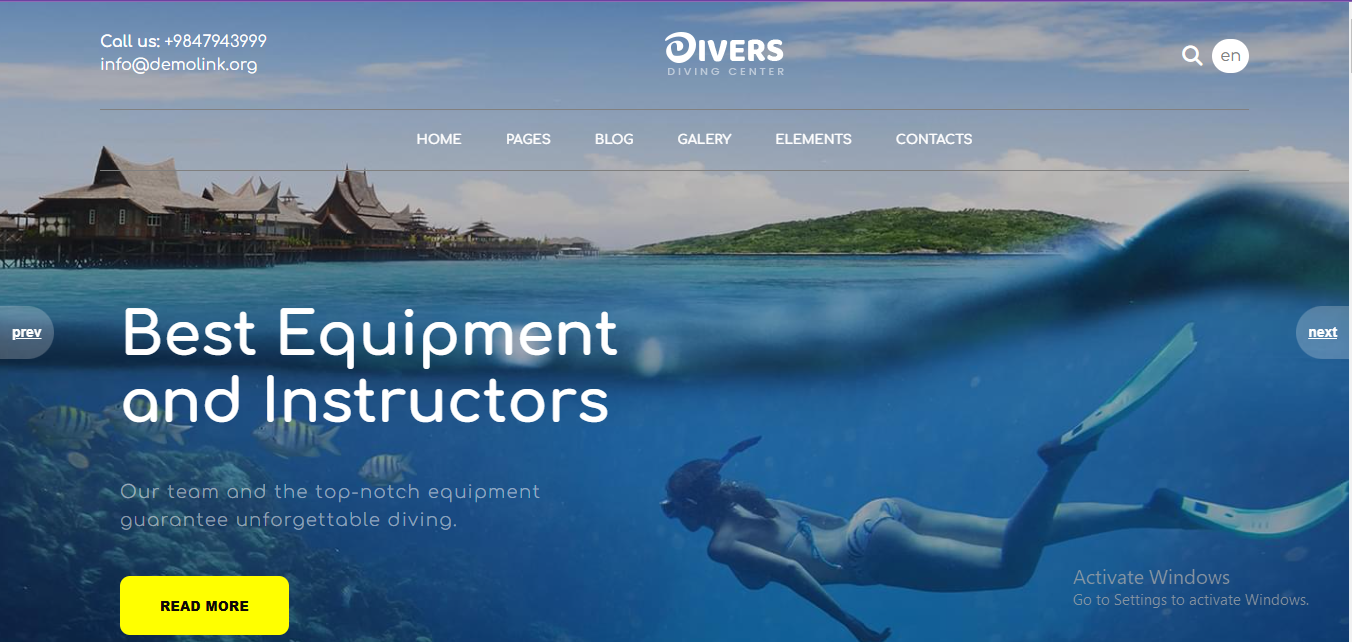 Call us: +9847943999
info@demolink.org
DIVERS
DIVING CENTER
en
HOME PAGES BLOG GALERY ELEMENTS CONTACTS
prev
next
Best Equipment
and Instructors
Our team and the top-notch equipment
guarantee unforgettable diving.
READ MORE
Activate Windows
Go to Settings to activate Windows.